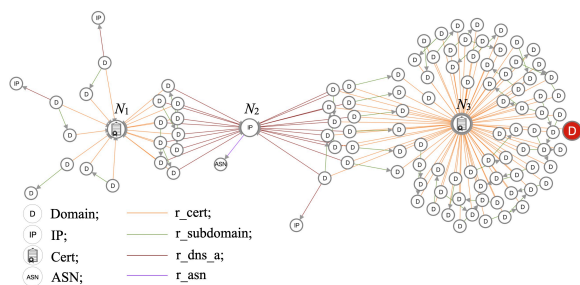 N₁
N₂
N₃
IP
IP
IP
IP
ASN
D
D Domain;
IP IP;
Cert;
ASN ASN;
r_cert;
r_subdomain;
r_dns_a;
r_asn